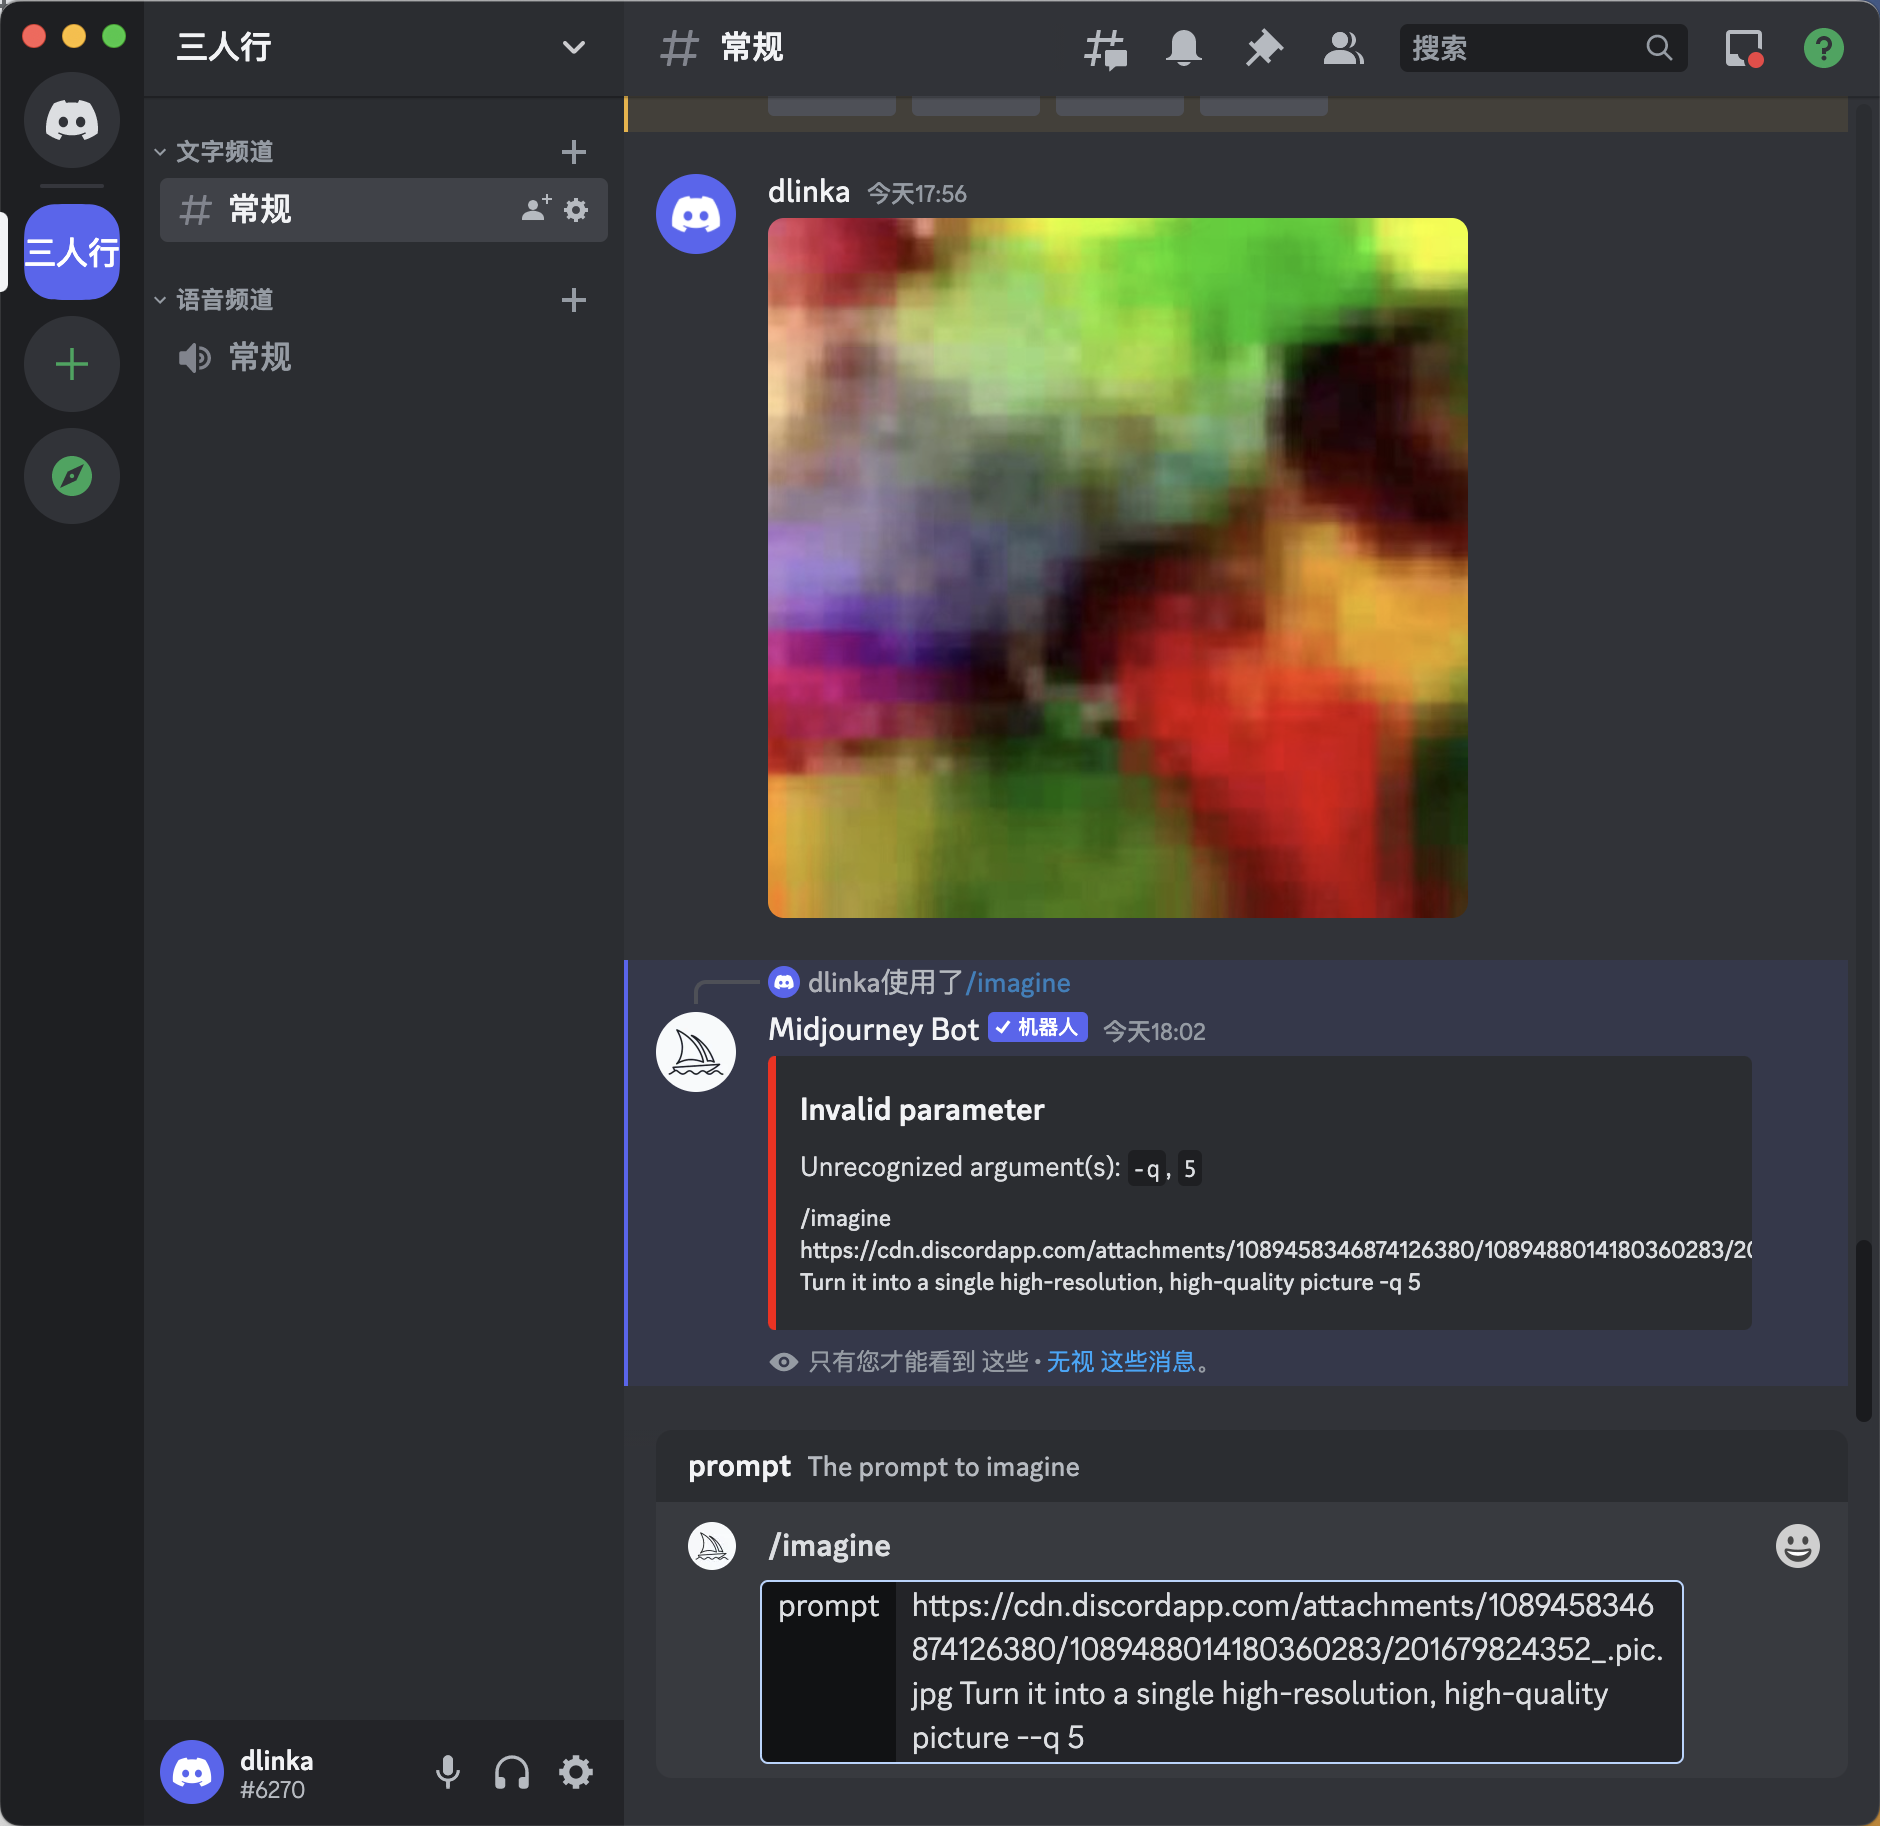 三人行
常规
搜索
三人行
文字频道
常规
语音频道
常规
dlinka 今天17:56
dlinka使用了/imagine
Midjourney Bot 机器人 今天18:02
Invalid parameter
Unrecognized argument(s): -q, 5
/imagine
https://cdn.discordapp.com/attachments/1089458346874126380/1089488014180360283/20
Turn it into a single high-resolution, high-quality picture -q 5
只有您才能看到 这些 • 无视 这些消息。
prompt The prompt to imagine
/imagine
prompt https://cdn.discordapp.com/attachments/1089458346
874126380/1089488014180360283/201679824352_.pic.
jpg Turn it into a single high-resolution, high-quality
picture --q 5
dlinka
#6270